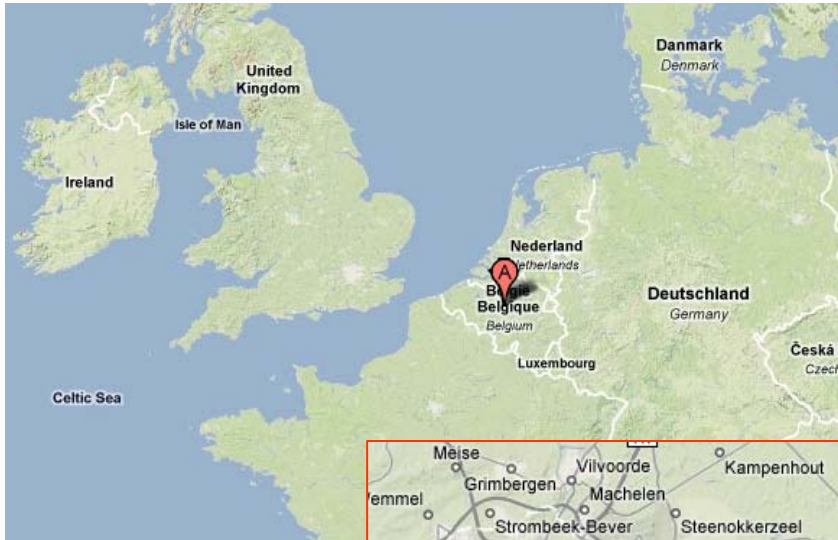 Danmark
Denmark
United
Kingdom
Isle of Man
Ireland
Nederland
Netherlands
A
België
Belgique
Belgium
Deutschland
Germany
Luxembourg
Česká
Czech
Celtic Sea
Meise
Vilvoorde
Kampenhout
Grimbergen
Wemmel
Machelen
Strombeek-Bever
Steenokkerzeel